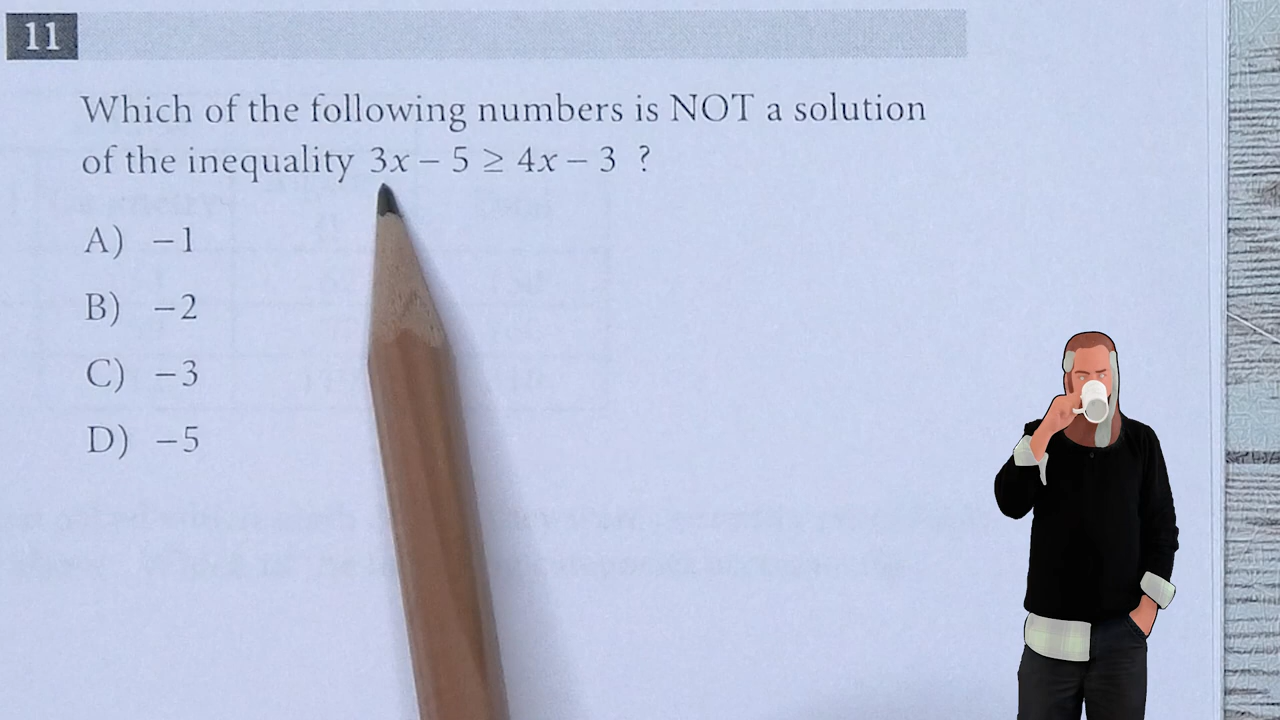 11
Which of the following numbers is NOT a solution
of the inequality 3x – 5 ≥ 4x – 3 ?
A) –1
B) –2
C) –3
D) –5